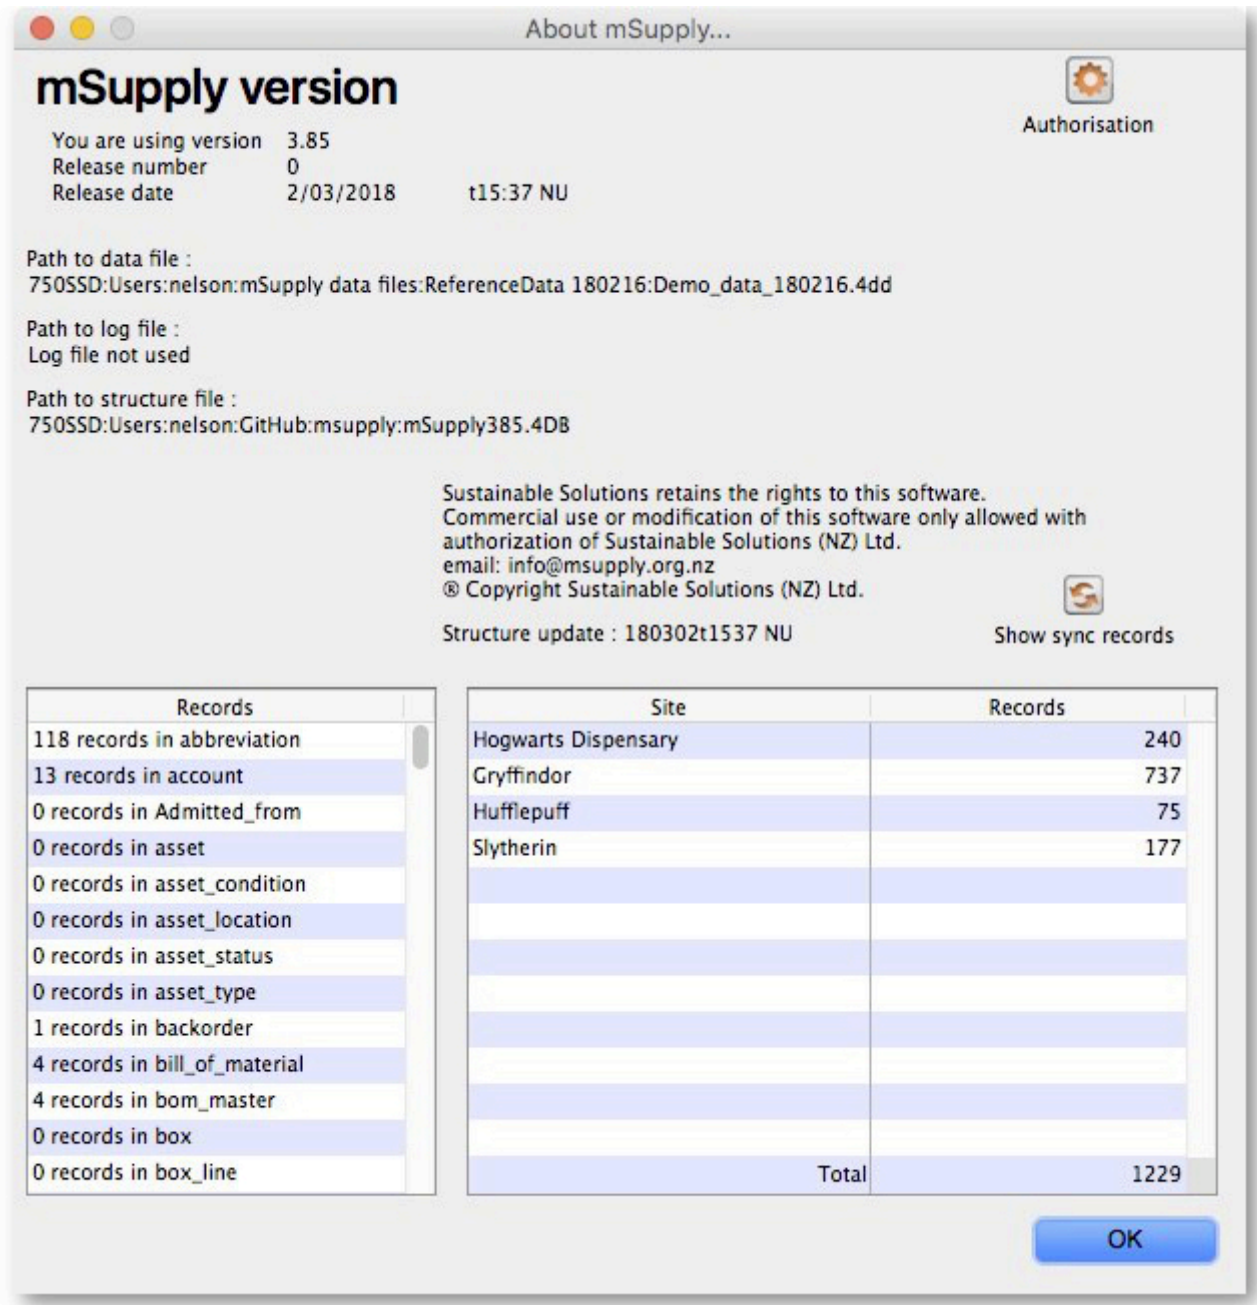 About mSupply...
mSupply version
Authorisation
You are using version 3.85
Release number 0
Release date 2/03/2018 t15:37 NU
Path to data file :
750SSD:Users:nelson:mSupply data files:ReferenceData 180216:Demo_data_180216.4dd
Path to log file :
Log file not used
Path to structure file :
750SSD:Users:nelson:GitHub:msupply:mSupply385.4DB
Sustainable Solutions retains the rights to this software.
Commercial use or modification of this software only allowed with
authorization of Sustainable Solutions (NZ) Ltd.
email: info@msupply.org.nz
® Copyright Sustainable Solutions (NZ) Ltd.
Structure update : 180302t1537 NU
Show sync records
Records
118 records in abbreviation
13 records in account
0 records in Admitted_from
0 records in asset
0 records in asset_condition
0 records in asset_location
0 records in asset_status
0 records in asset_type
1 records in backorder
4 records in bill_of_material
4 records in bom_master
0 records in box
0 records in box_line
Site Records
Hogwarts Dispensary 240
Gryffindor 737
Hufflepuff 75
Slytherin 177
Total 1229
OK